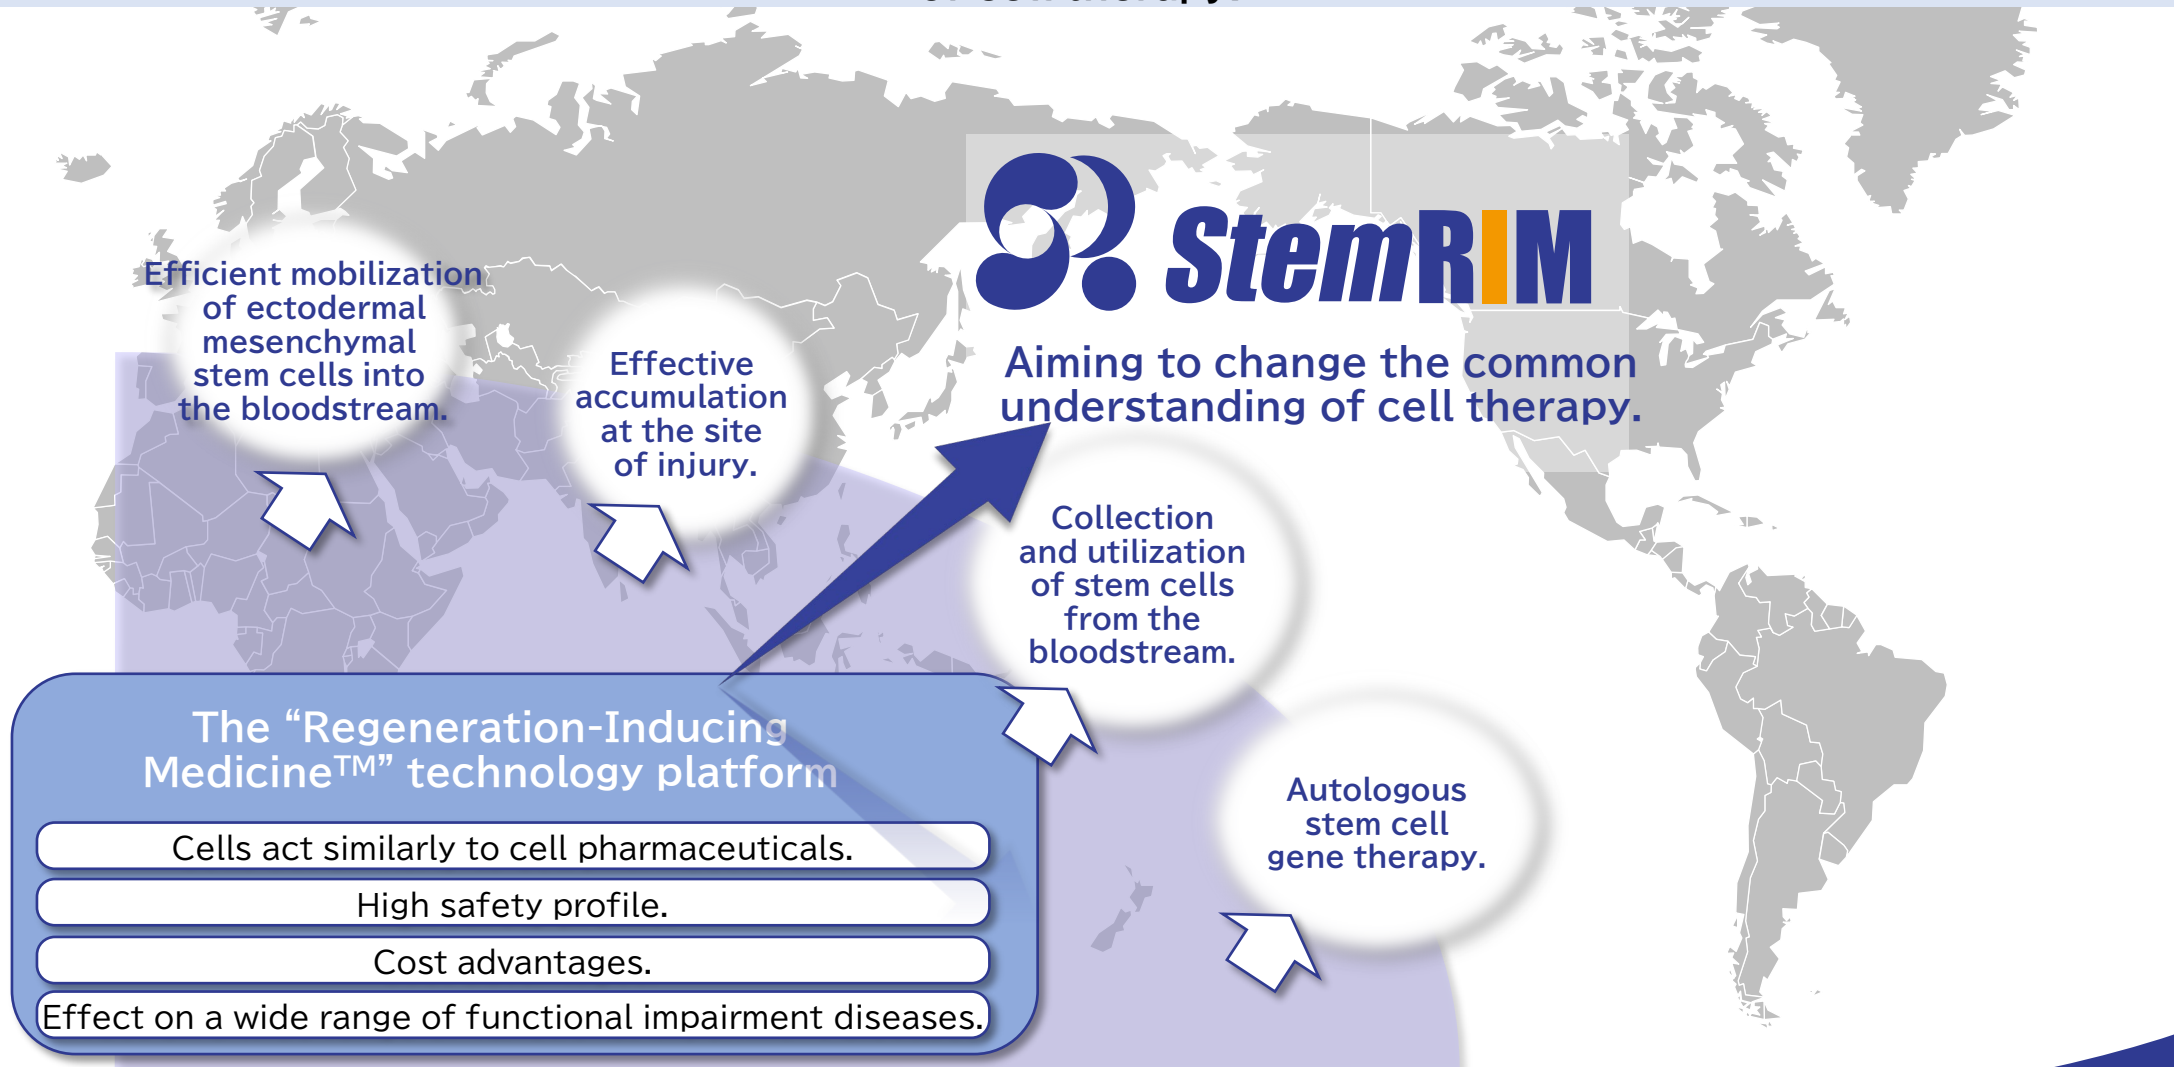 StemRIM
Aiming to change the common
understanding of cell therapy.
Efficient mobilization
of ectodermal
mesenchymal
stem cells into
the bloodstream.
Effective
accumulation
at the site
of injury.
Collection
and utilization
of stem cells
from the
bloodstream.
Autologous
stem cell
gene therapy.
The “Regeneration-Inducing
Medicine™” technology platform
Cells act similarly to cell pharmaceuticals.
High safety profile.
Cost advantages.
Effect on a wide range of functional impairment diseases.